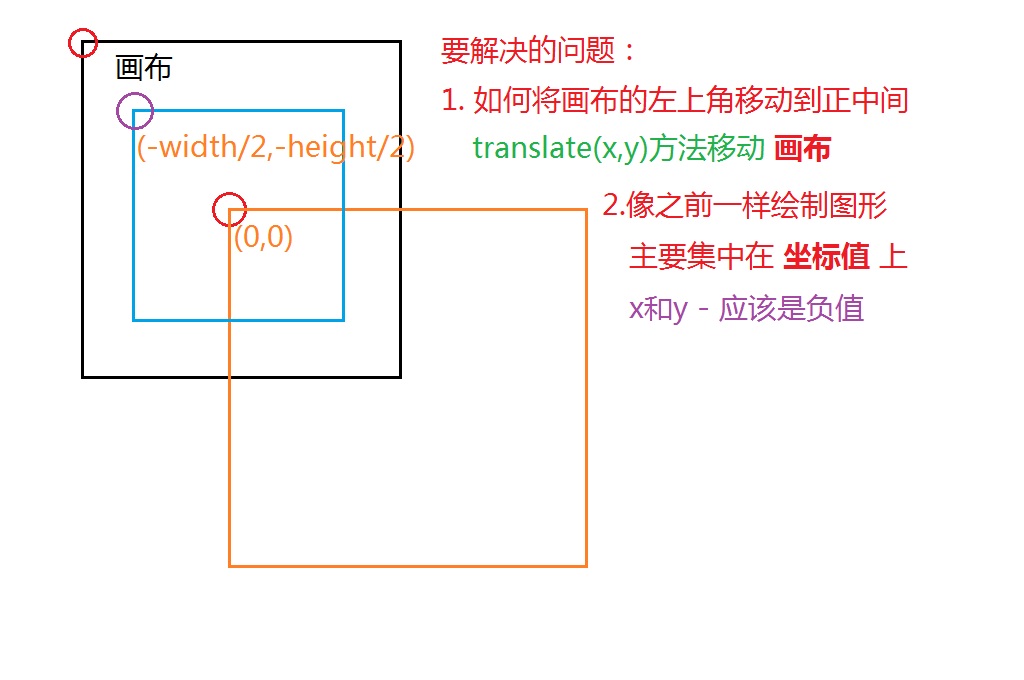 画布
(-width/2,-height/2)
(0,0)
要解决的问题：
1. 如何将画布的左上角移动到正中间
translate(x,y)方法移动 画布
2.像之前一样绘制图形
主要集中在 坐标值 上
x和y - 应该是负值